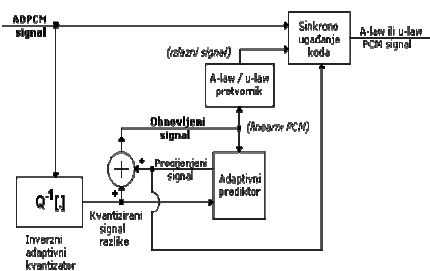 ADPCM
signal
Sinkrono
ugađanje
koda
A-law ili u-law
PCM signal
(izlazni signal)
A-law / u-law
pretvornik
Obnovljeni
signal
(linearni PCM)
+
Procijenjeni
signal
+
+
Adaptivni
prediktor
Q-1[.]
Kvantizirani
signal
razlike
Inverzni
adaptivni
kvantizator